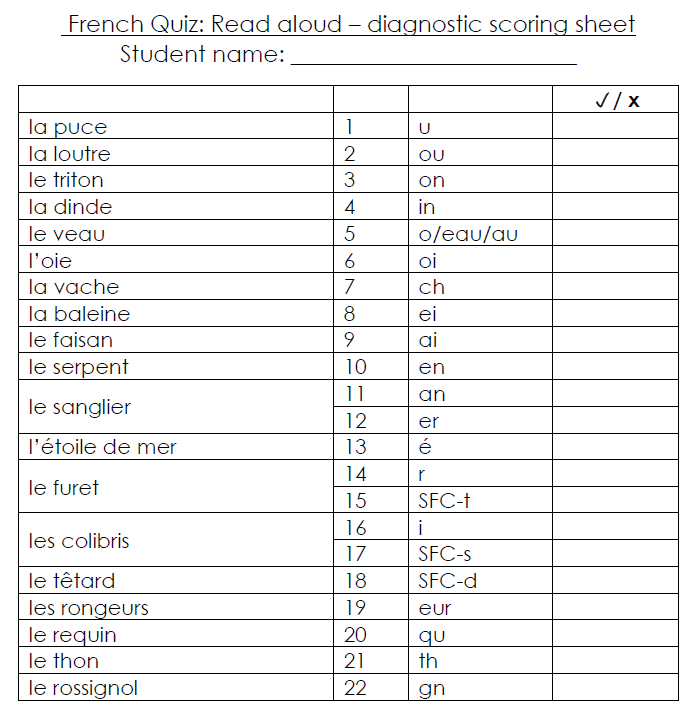 French Quiz: Read aloud – diagnostic scoring sheet
Student name: ________________________
✓/ x
la puce 1 u
la loutre 2 ou
le triton 3 on
la dinde 4 in
le veau 5 o/eau/au
l’oie 6 oi
la vache 7 ch
la baleine 8 ei
le faisan 9 ai
le serpent 10 en
le sanglier 11 an
12 er
l’étoile de mer 13 é
le furet 14 r
15 SFC-t
les colibris 16 i
17 SFC-s
le têtard 18 SFC-d
les rongeurs 19 eur
le requin 20 qu
le thon 21 th
le rossignol 22 gn